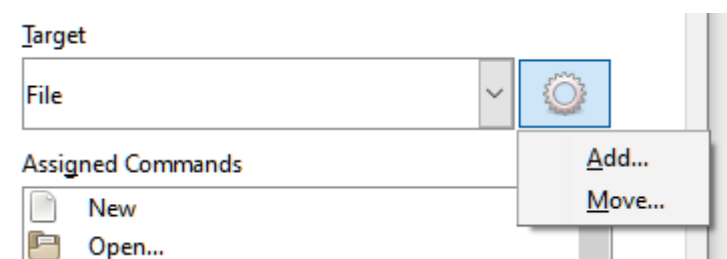 Target
File
Add...
Assigned Commands
Move...
New
Open...